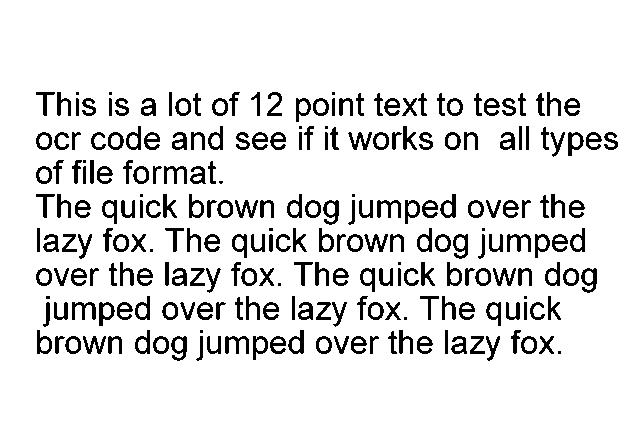 This is a lot of 12 point text to test the
ocr code and see if it works on  all types
of file format.
The quick brown dog jumped over the
lazy fox. The quick brown dog jumped
over the lazy fox. The quick brown dog
 jumped over the lazy fox. The quick
brown dog jumped over the lazy fox.